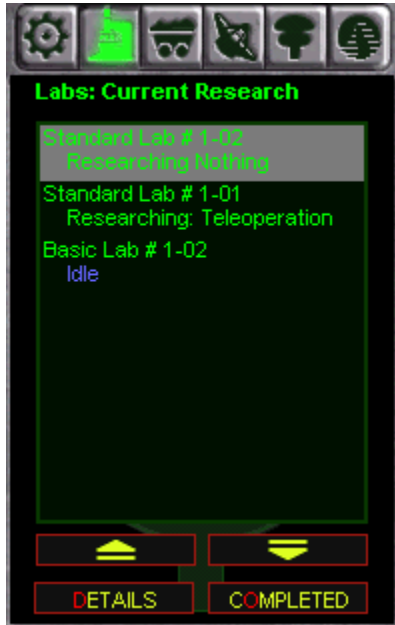 Labs: Current Research
Standard Lab # 1-02
Researching Nothing
Standard Lab # 1-01
Researching: Teleoperation
Basic Lab # 1-02
Idle
DETAILS COMPLETED